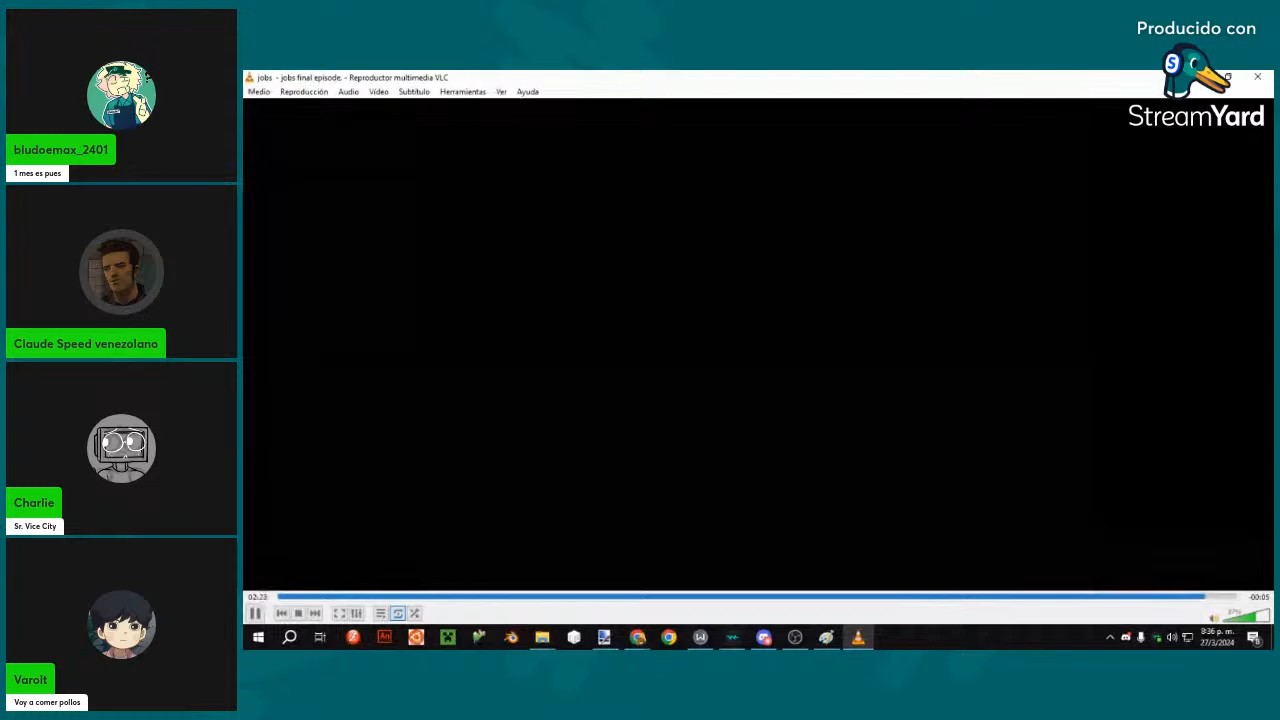 Producido con
StreamYard
bludoemax_2401
1 mes es pues
Claude Speed venezolano
Charlie
Sr. Vice City
Varolt
Voy a comer pollos
jobs - jobs final episode. - Reproductor multimedia VLC
Medio Reproducción Audio Vídeo Subtítulo Herramientas Ver Ayuda
02:23
-00:05
8:36 p. m.
27/3/2024